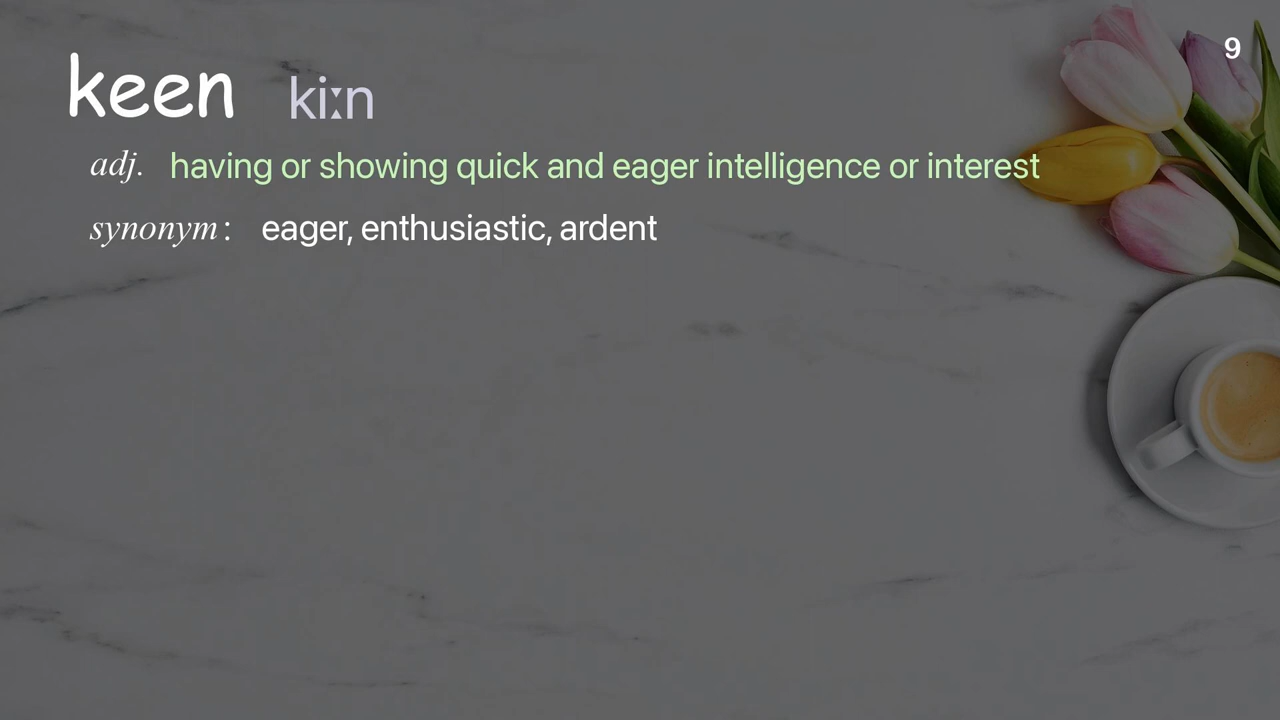 9
keen kiːn
adj. having or showing quick and eager intelligence or interest
synonym : eager, enthusiastic, ardent